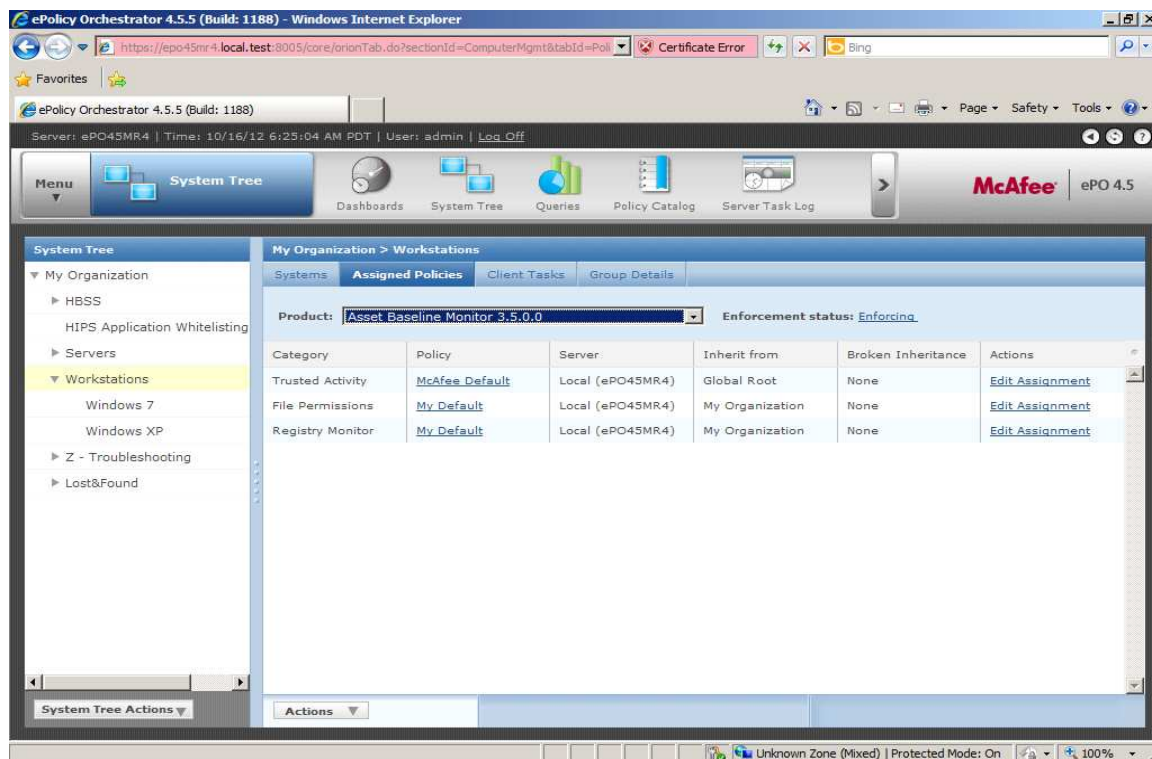 ePolicy Orchestrator 4.5.5 (Build: 1188) - Windows Internet Explorer
https://epo45mr4.local.test:8005/core/orionTab.do?sectionId=ComputerMgmt&tabId=Poli Certificate Error Bing
Favorites
ePolicy Orchestrator 4.5.5 (Build: 1188) Page Safety Tools
Server: ePO45MR4 | Time: 10/16/12 6:25:04 AM PDT | User: admin | Log Off
Menu System Tree Dashboards System Tree Queries Policy Catalog Server Task Log > McAfee ePO 4.5
System Tree My Organization > Workstations
My Organization Systems Assigned Policies Client Tasks Group Details
HBSS
HIPS Application Whitelisting Product: Asset Baseline Monitor 3.5.0.0 Enforcement status: Enforcing
Servers Category Policy Server Inherit from Broken Inheritance Actions
Workstations Trusted Activity McAfee Default Local (ePO45MR4) Global Root None Edit Assignment
Windows 7 File Permissions My Default Local (ePO45MR4) My Organization None Edit Assignment
Windows XP Registry Monitor My Default Local (ePO45MR4) My Organization None Edit Assignment
Z - Troubleshooting
Lost&Found
System Tree Actions Actions
Unknown Zone (Mixed) | Protected Mode: On 100%